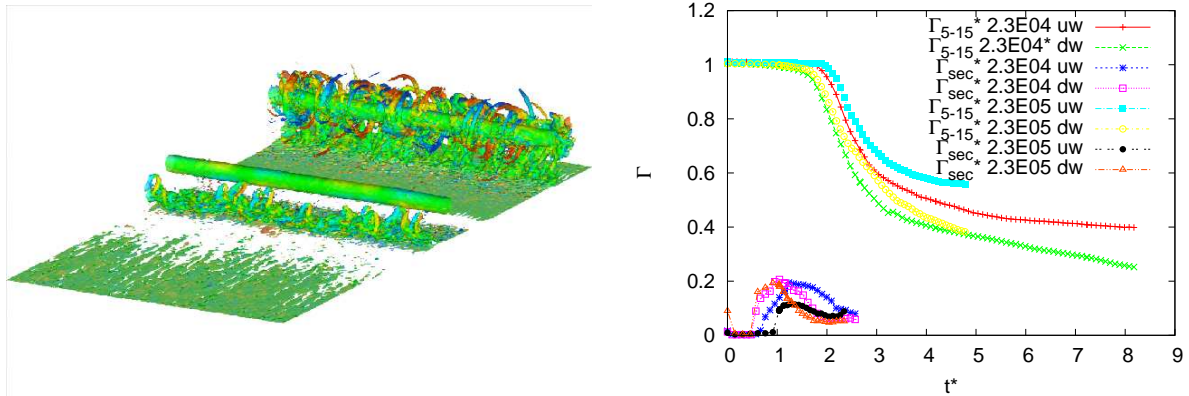 Γ5-15* 2.3E04 uw
Γ5-15 2.3E04* dw
Γsec* 2.3E04 uw
Γsec* 2.3E04 dw
Γ5-15* 2.3E05 uw
Γ5-15* 2.3E05 dw
Γsec* 2.3E05 uw
Γsec* 2.3E05 dw
1.2
1
0.8
0.6
0.4
0.2
0
Γ
0 1 2 3 4 5 6 7 8 9
t*